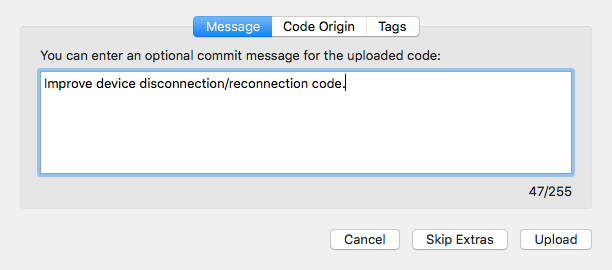 Message Code Origin Tags
You can enter an optional commit message for the uploaded code:
Improve device disconnection/reconnection code.
47/255
Cancel Skip Extras Upload